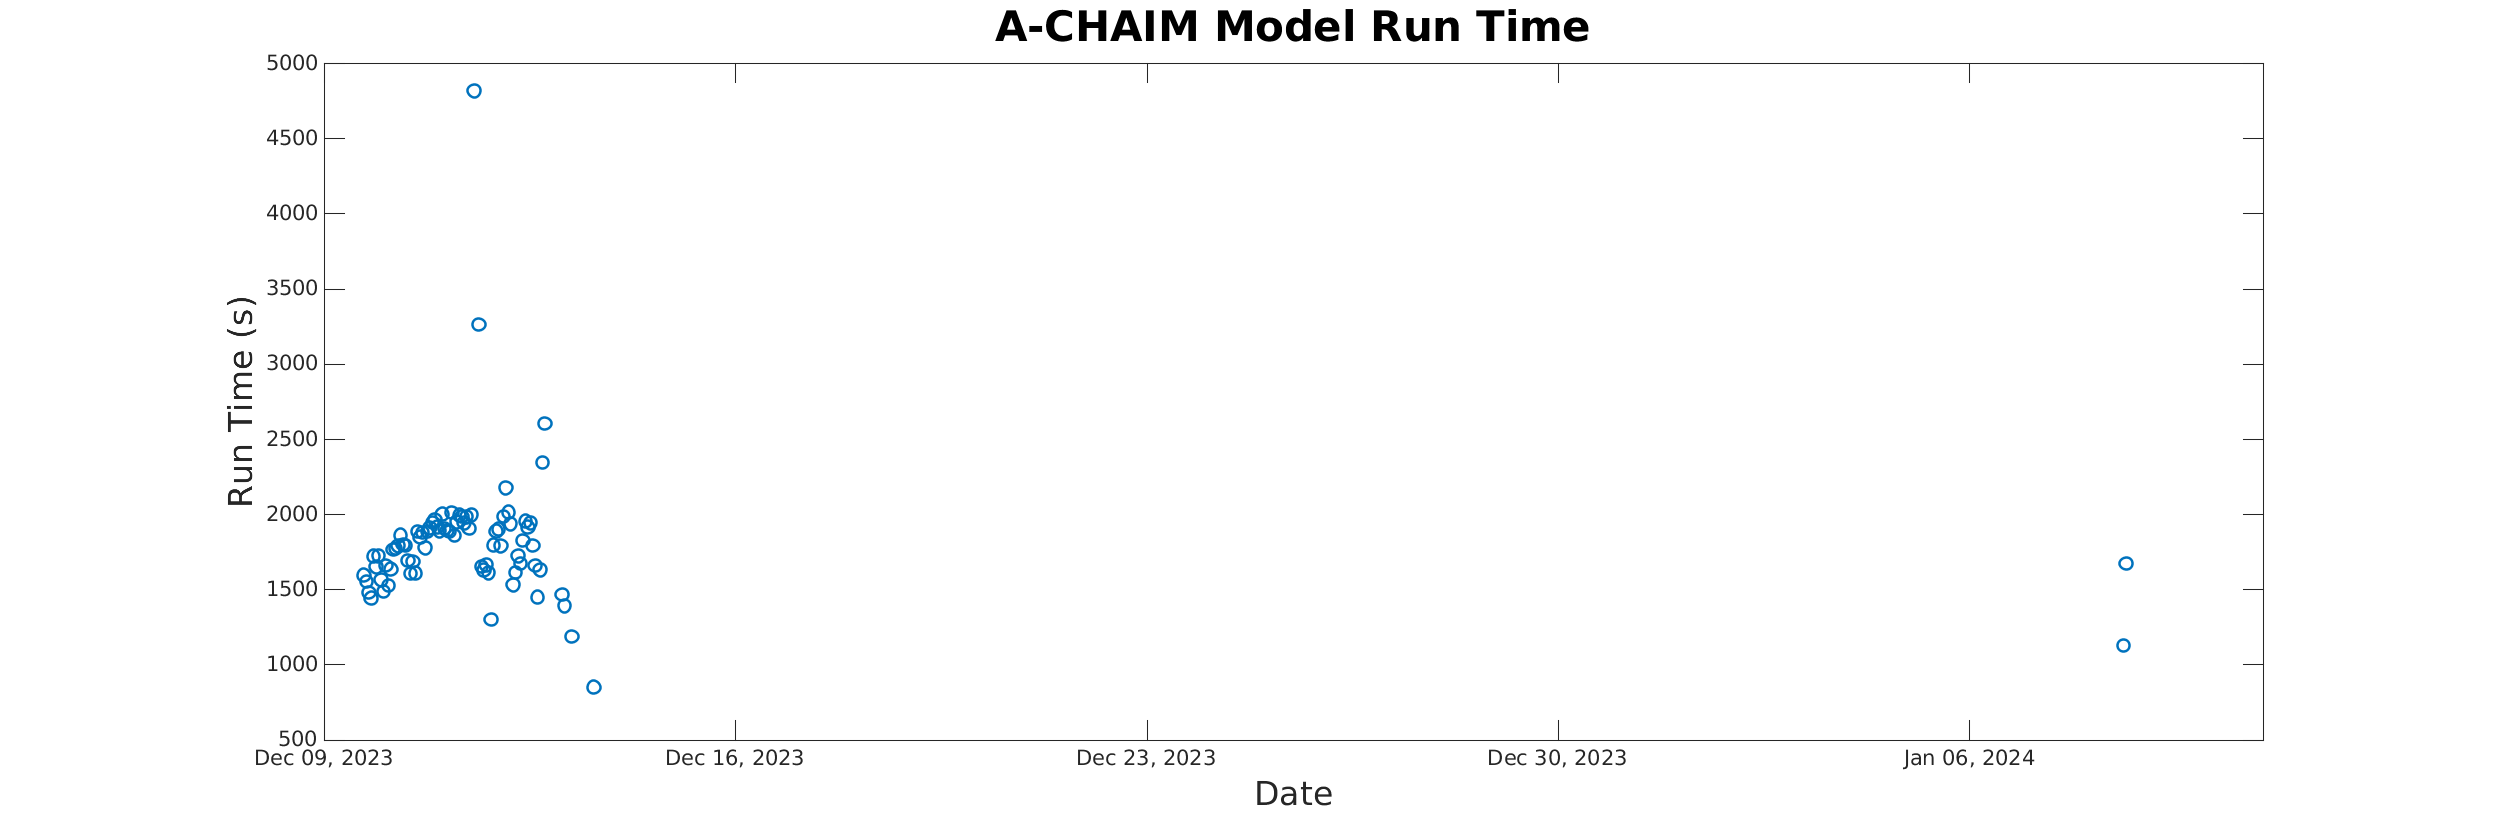 A-CHAIM Model Run Time
5000
4500
4000
3500
3000
2500
2000
1500
1000
500
Run Time (s)
Dec 09, 2023
Dec 16, 2023
Dec 23, 2023
Dec 30, 2023
Jan 06, 2024
Date